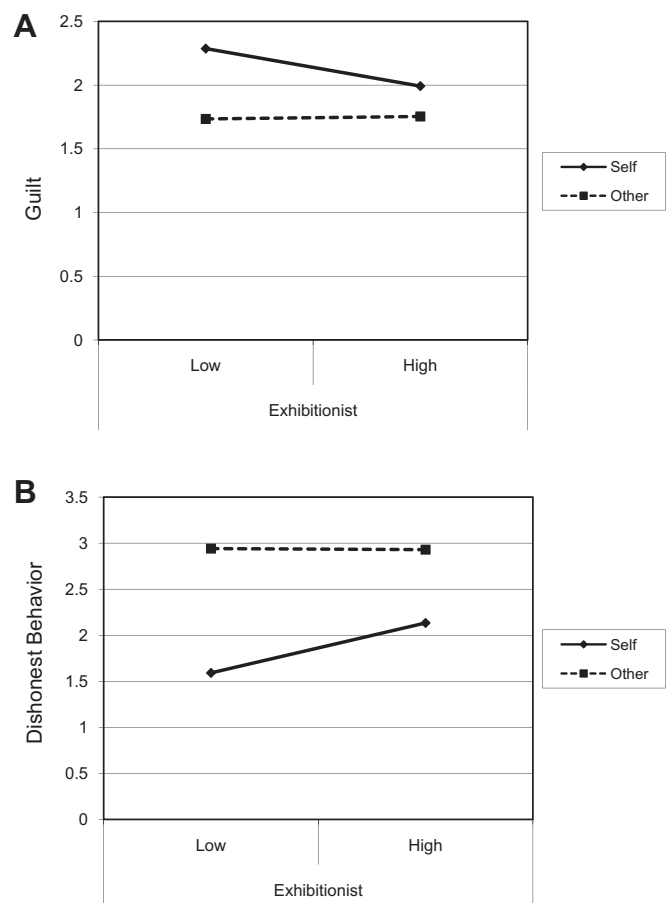 A
2.5
2
1.5
1
0.5
0
Guilt
Low High
Exhibitionist
Self
Other
B
3.5
3
2.5
2
1.5
1
0.5
0
Dishonest Behavior
Low High
Exhibitionist
Self
Other